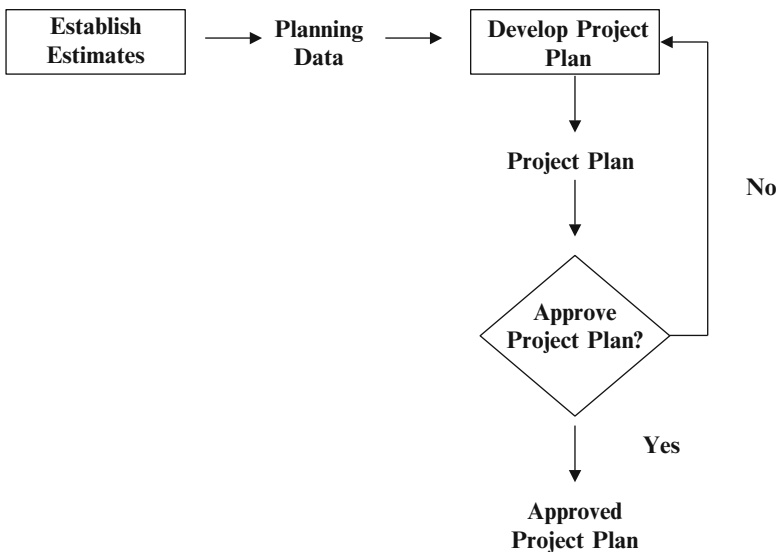 Establish
Estimates
Planning
Data
Develop Project
Plan
Project Plan
No
Approve
Project Plan?
Yes
Approved
Project Plan